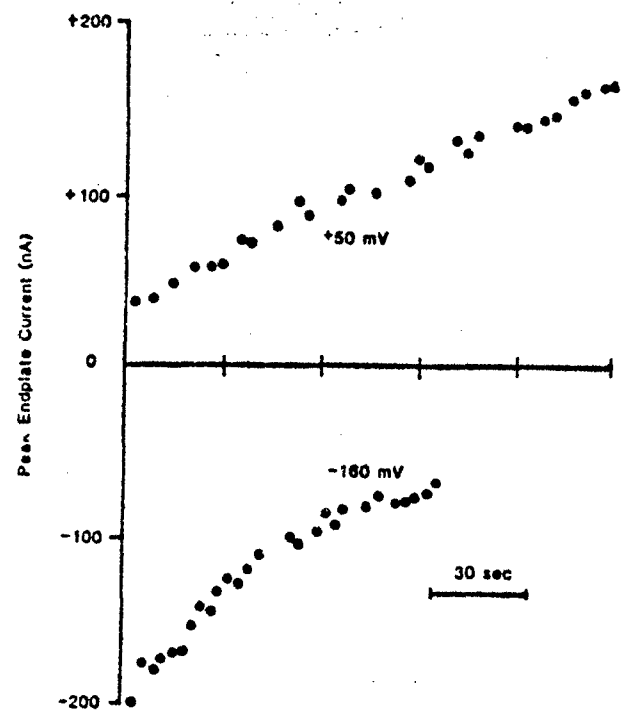 +200
+100
0
-100
-200
Peak Endplate Current (nA)
+50 mV
-160 mV
30 sec